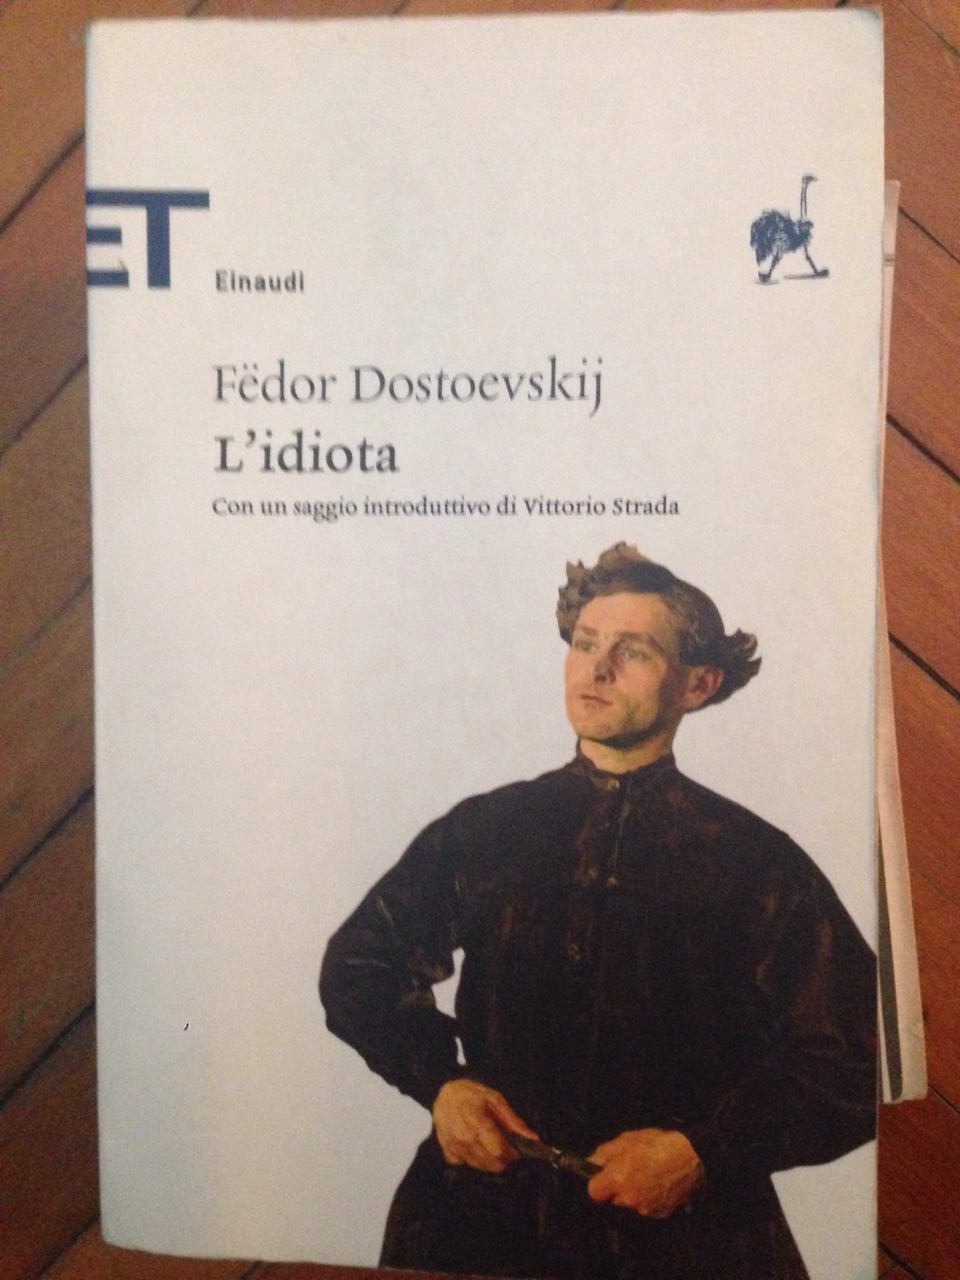 ET
Einaudi
Fëdor Dostoevskij
L'idiota
Con un saggio introduttivo di Vittorio Strada